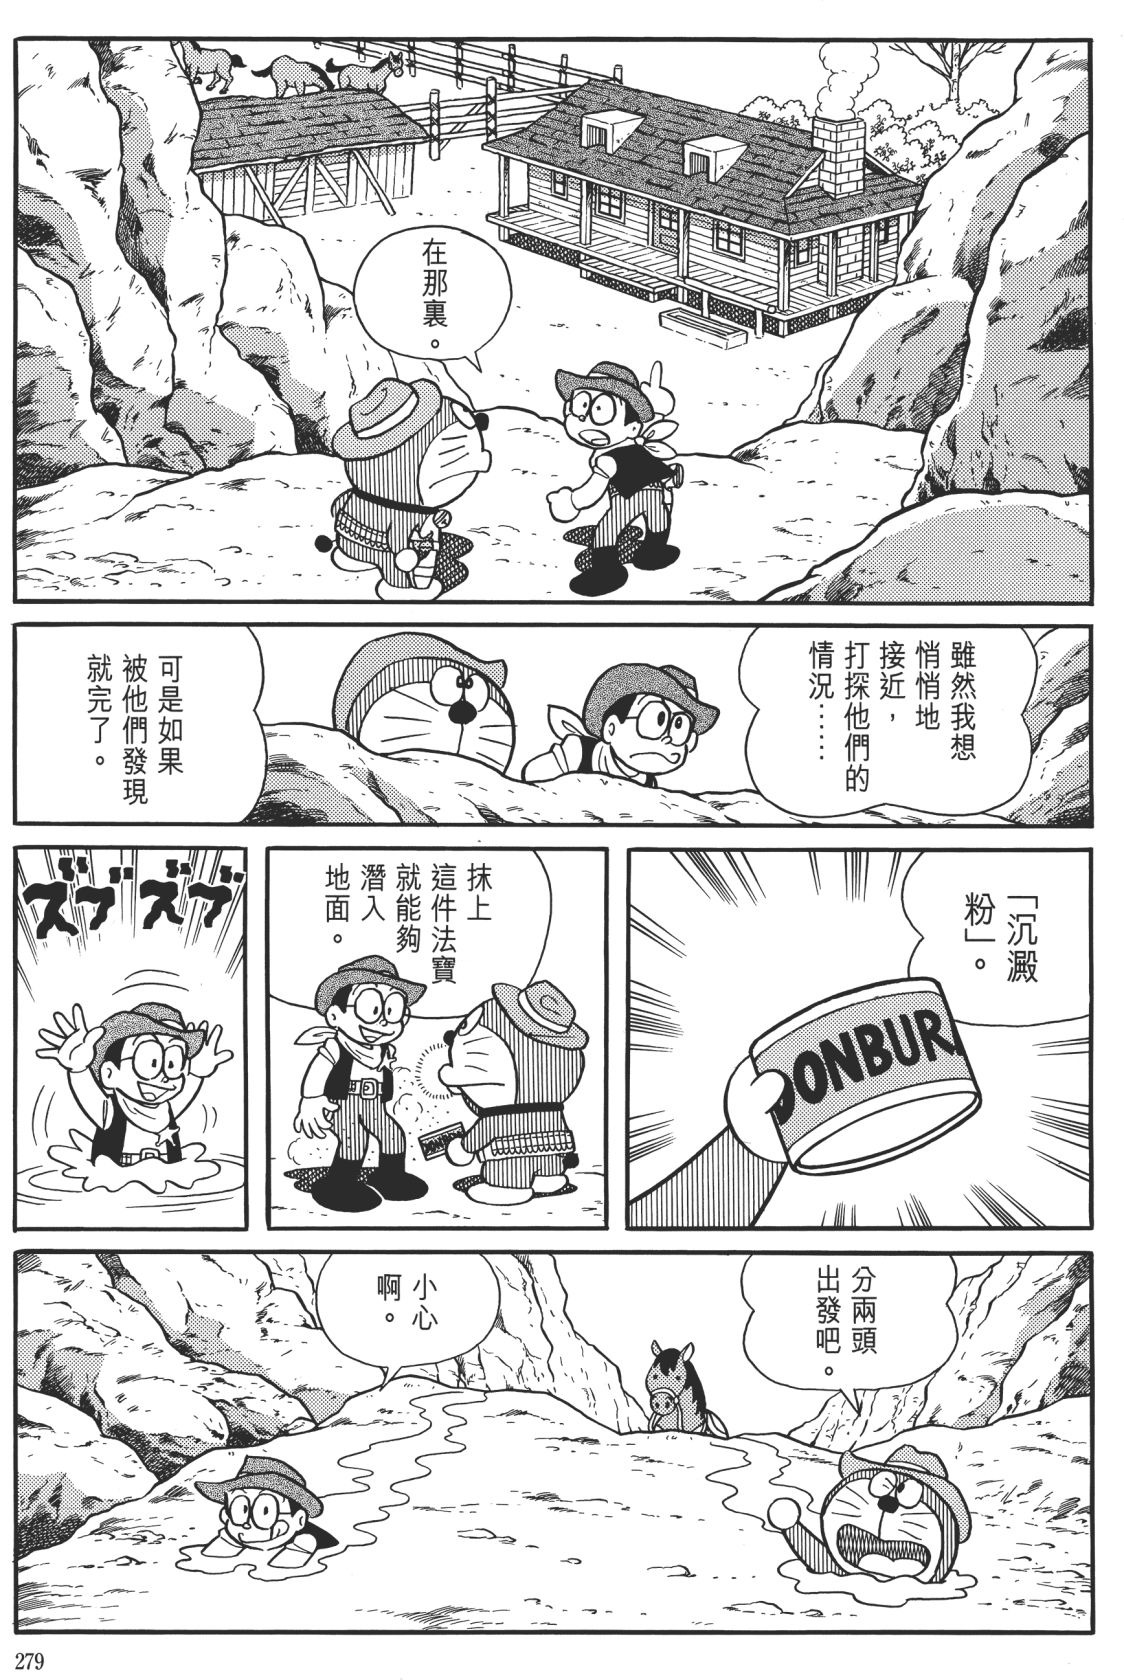 在那裏。
雖然我想
悄悄地
接近，
打探他們的
情況……
可是如果
被他們發現
就完了。
「沉澱
粉」。
DONBURA
抹上
這件法寶
就能夠
潛入
地面。
DONBU
ズブズブ
分兩頭
出發吧。
小心
啊。
279